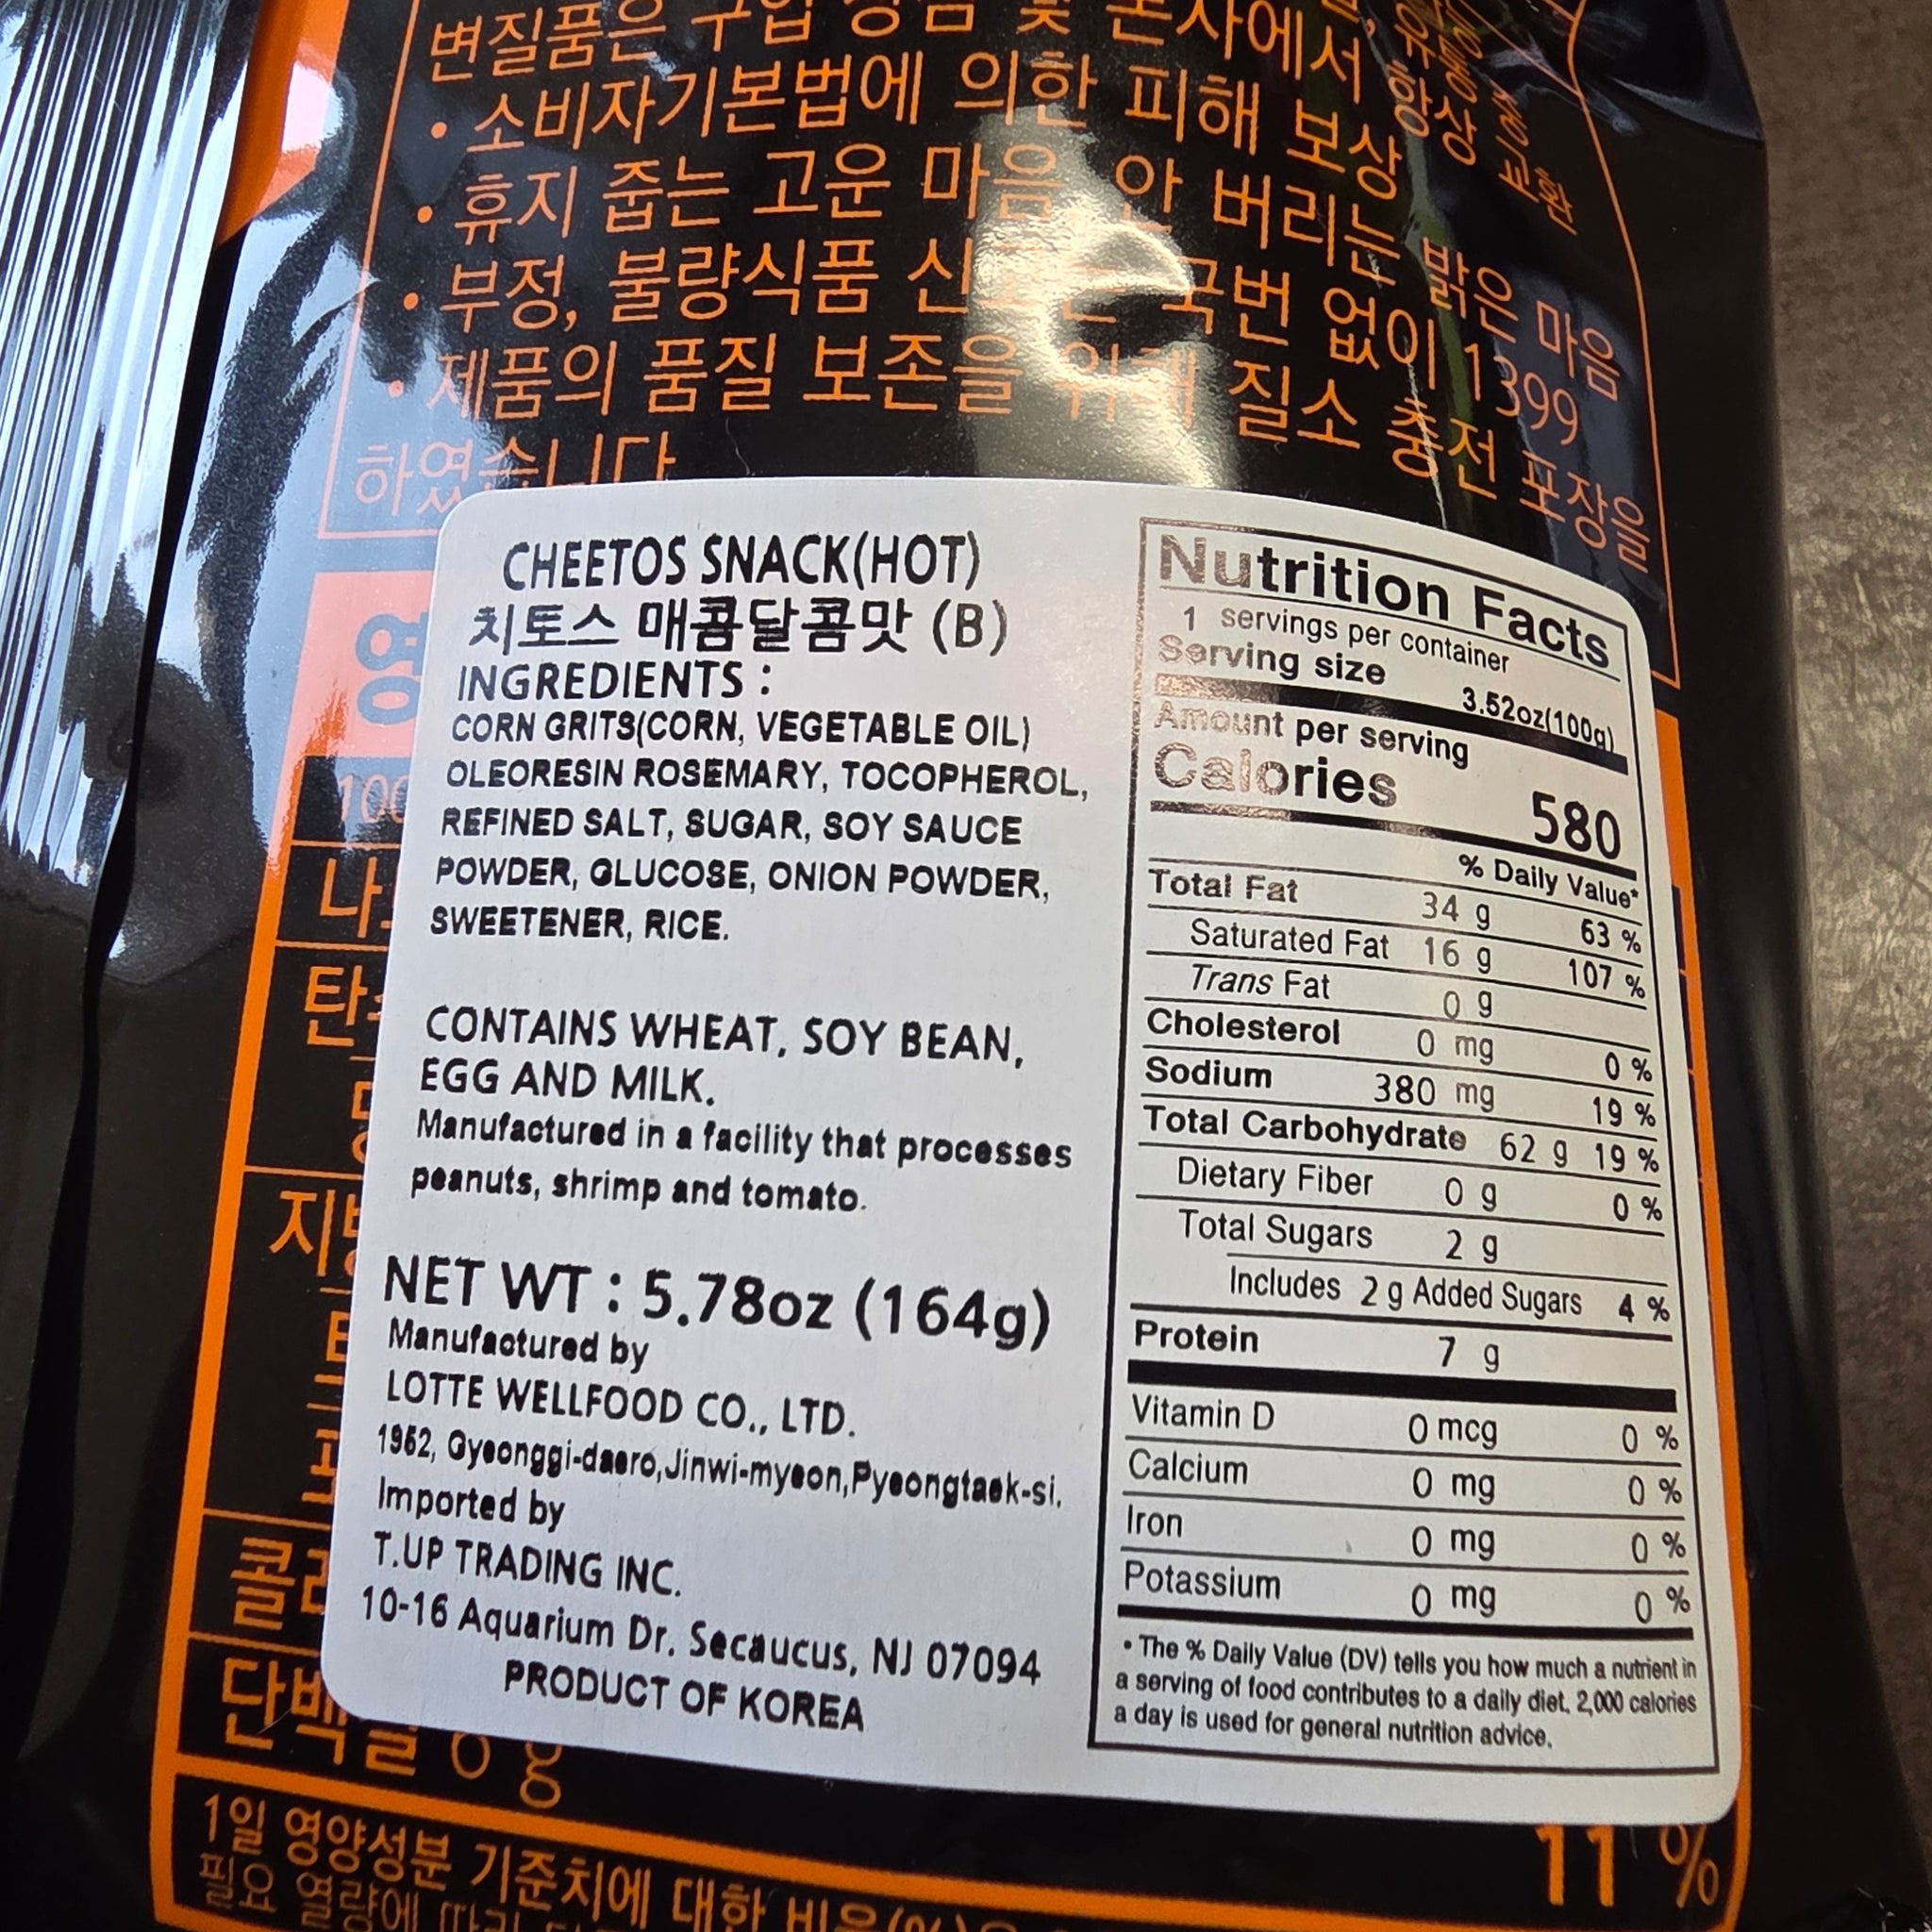 변질품은 구입 상점 및 본사에서 항상 교환
• 소비자기본법에 의한 피해 보상
• 휴지 줍는 고운 마음, 안 버리는 밝은 마음
• 부정, 불량식품 신고는 국번 없이 1399
• 제품의 품질 보존을 위해 질소 충전 포장을
하였습니다
영
100
CHEETOS SNACK(HOT)
치토스 매콤달콤맛 (B)
INGREDIENTS :
CORN GRITS(CORN, VEGETABLE OIL)
OLEORESIN ROSEMARY, TOCOPHEROL,
REFINED SALT, SUGAR, SOY SAUCE
POWDER, GLUCOSE, ONION POWDER,
SWEETENER, RICE.
CONTAINS WHEAT, SOY BEAN,
EGG AND MILK.
Manufactured in a facility that processes
peanuts, shrimp and tomato.
NET WT : 5.78oz (164g)
Manufactured by
LOTTE WELLFOOD CO., LTD.
1952, Gyeonggi-daero,Jinwi-myeon,Pyeongtaek-si.
Imported by
T.UP TRADING INC.
10-16 Aquarium Dr. Secaucus, NJ 07094
PRODUCT OF KOREA
Nutrition Facts
1 servings per container
Serving size 3.52oz(100g)
Amount per serving
Calories 580
% Daily Value*
Total Fat 34 g 63 %
Saturated Fat 16 g 107 %
Trans Fat 0 g
Cholesterol 0 mg 0 %
Sodium 380 mg 19 %
Total Carbohydrate 62 g 19 %
Dietary Fiber 0 g 0 %
Total Sugars 2 g
Includes 2 g Added Sugars 4 %
Protein 7 g
Vitamin D 0 mcg 0 %
Calcium 0 mg 0 %
Iron 0 mg 0 %
Potassium 0 mg 0 %
• The % Daily Value (DV) tells you how much a nutrient in
a serving of food contributes to a daily diet, 2,000 calories
a day is used for general nutrition advice.
단백질 6 g 11 %
1일 영양성분 기준치에 대한
필요 열량에 따라